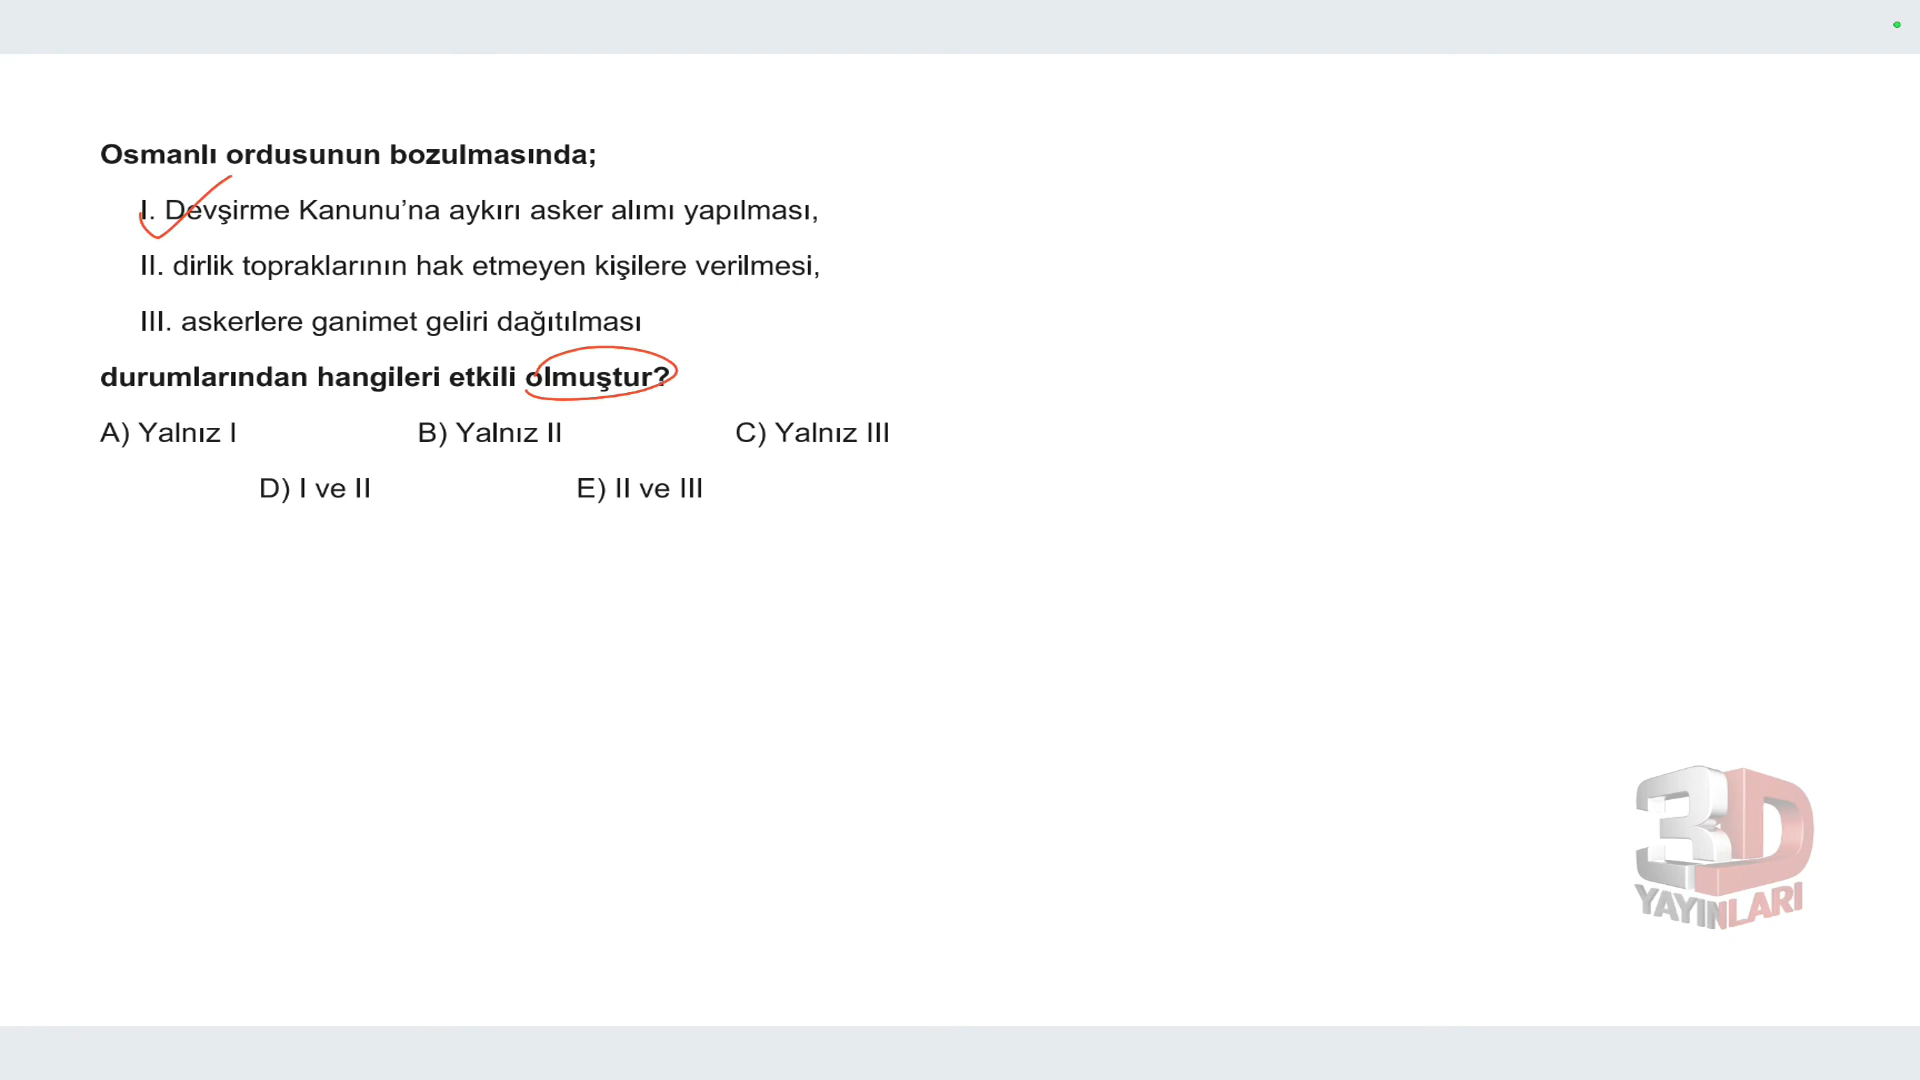 Osmanlı ordusunun bozulmasında;
I. Devşirme Kanunu’na aykırı asker alımı yapılması,
II. dirlik topraklarının hak etmeyen kişilere verilmesi,
III. askerlere ganimet geliri dağıtılması
durumlarından hangileri etkili olmuştur?
A) Yalnız I B) Yalnız II C) Yalnız III
D) I ve II E) II ve III
3D
YAYINLARI